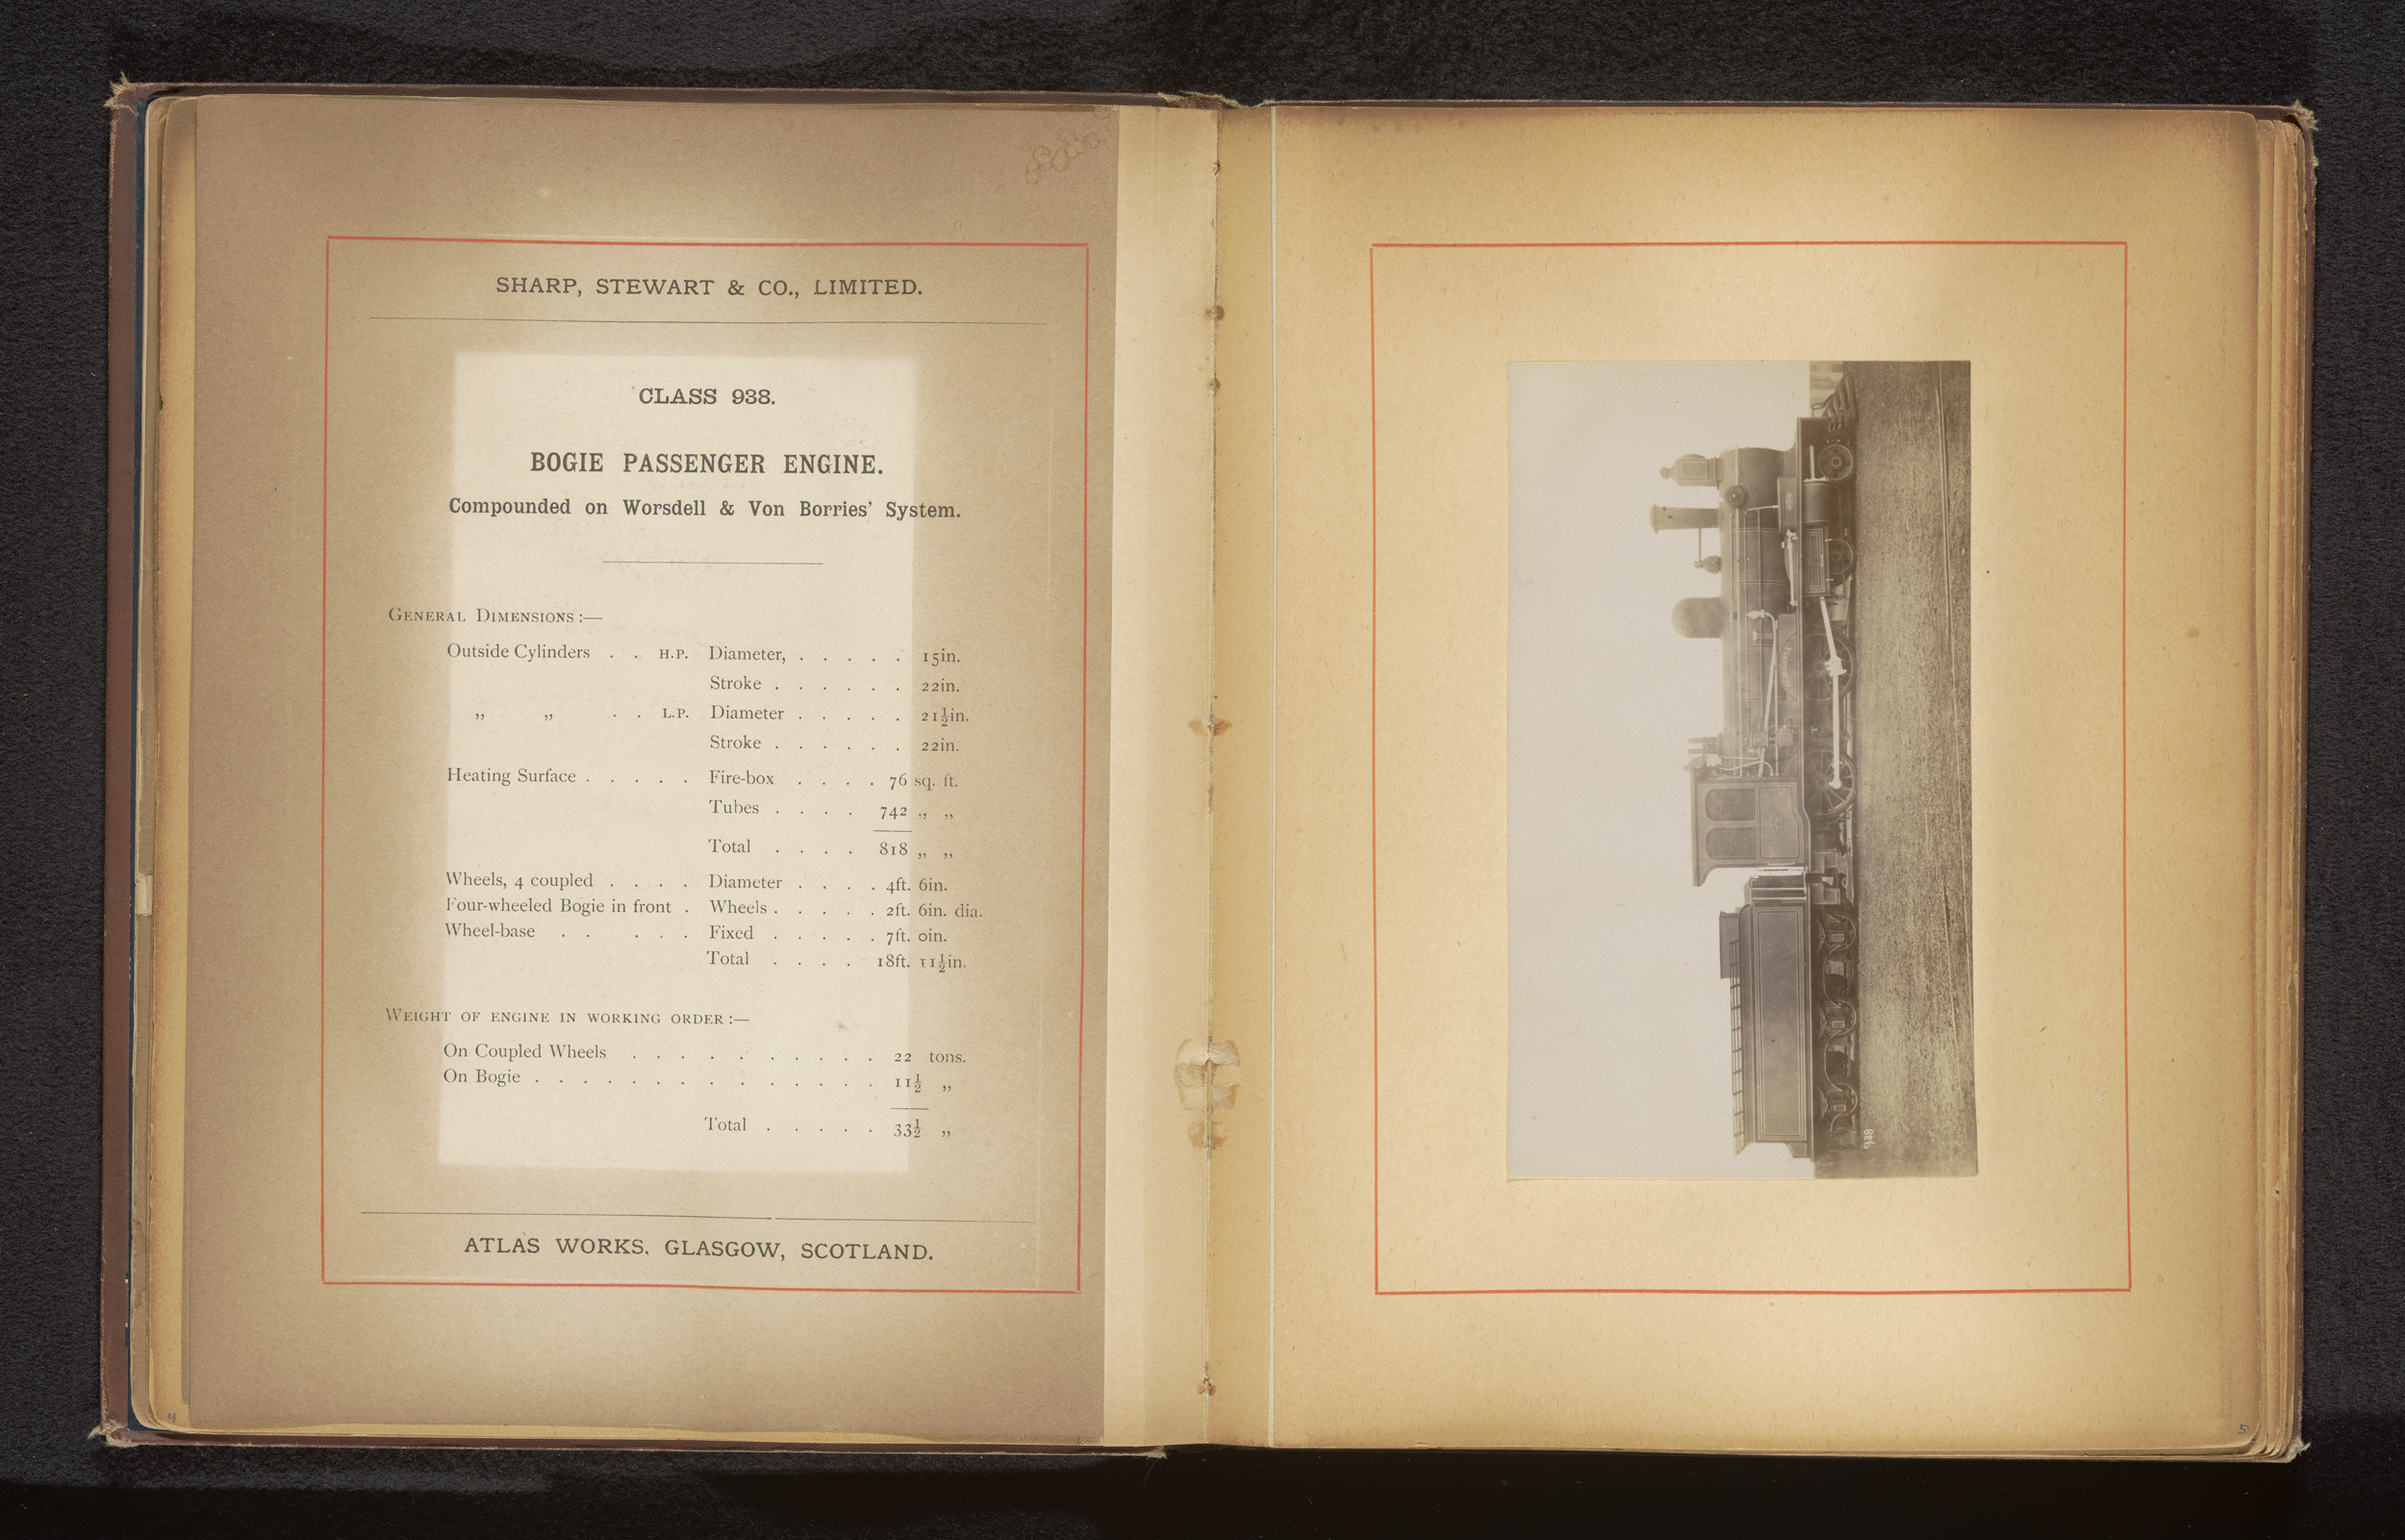 SHARP, STEWART & CO., LIMITED.
CLASS 938.
BOGIE PASSENGER ENGINE.
Compounded on Worsdell & Von Borries' System.
GENERAL DIMENSIONS:—
Outside Cylinders . . H.P. Diameter, . . . . . 15in.
Stroke . . . . . . 22in.
„ „ . . L.P. Diameter . . . . . 21½in.
Stroke . . . . . . 22in.
Heating Surface . . . . . Fire-box . . . . 76 sq. ft.
Tubes . . . . 742 „ „
Total . . . . 818 „ „
Wheels, 4 coupled . . . . Diameter . . . . 4ft. 6in.
Four-wheeled Bogie in front . Wheels . . . . . 2ft. 6in. dia.
Wheel-base . . . . . Fixed . . . . . 7ft. 0in.
Total . . . . 18ft. 11½in.
WEIGHT OF ENGINE IN WORKING ORDER:—
On Coupled Wheels . . . . . . . . . . 22 tons.
On Bogie . . . . . . . . . . . . . . . 11½ „
Total . . . . . 33½ „
ATLAS WORKS, GLASGOW, SCOTLAND.
4
938
5